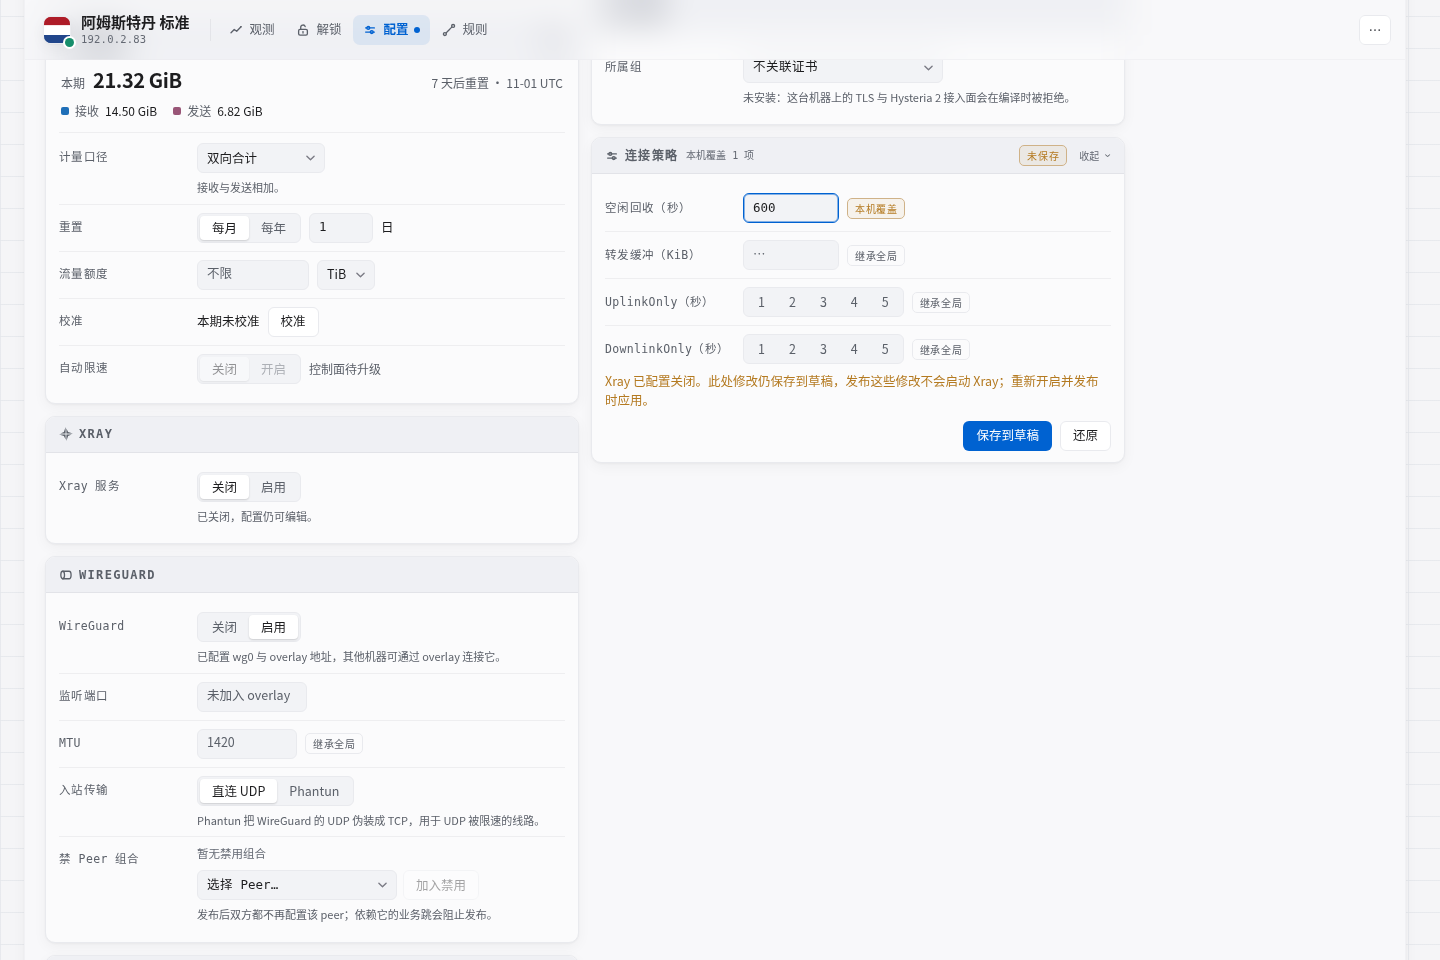 阿姆斯特丹 标准
192.0.2.83
观测
解锁
配置
规则
···
本期 21.32 GiB
7 天后重置 • 11-01 UTC
接收 14.50 GiB 发送 6.82 GiB
计量口径
双向合计
接收与发送相加。
重置
每月 每年 1 日
流量额度
不限 TiB
校准
本期未校准 校准
自动限速
关闭 开启 控制面待升级
XRAY
Xray 服务
关闭 启用
已关闭，配置仍可编辑。
WIREGUARD
WireGuard
关闭 启用
已配置 wg0 与 overlay 地址，其他机器可通过 overlay 连接它。
监听端口
未加入 overlay
MTU
1420 继承全局
入站传输
直连 UDP Phantun
Phantun 把 WireGuard 的 UDP 伪装成 TCP，用于 UDP 被限速的线路。
禁 Peer 组合
暂无禁用组合
选择 Peer… 加入禁用
发布后双方都不再配置该 peer；依赖它的业务跳会阻止发布。
所属组
不关联证书
未安装：这台机器上的 TLS 与 Hysteria 2 接入面会在编译时被拒绝。
连接策略 本机覆盖 1 项
未保存 收起
空闲回收（秒）
600 本机覆盖
转发缓冲（KiB）
··· 继承全局
UplinkOnly（秒）
1 2 3 4 5 继承全局
DownlinkOnly（秒）
1 2 3 4 5 继承全局
Xray 已配置关闭。此处修改仍保存到草稿，发布这些修改不会启动 Xray；重新开启并发布
时应用。
保存到草稿 还原